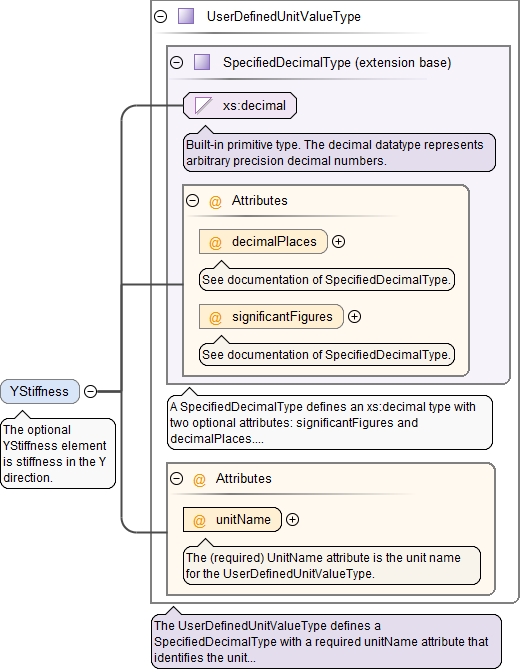 UserDefinedUnitValueType
SpecifiedDecimalType (extension base)
xs:decimal
Built-in primitive type. The decimal datatype represents
arbitrary precision decimal numbers.
@ Attributes
@ decimalPlaces
See documentation of SpecifiedDecimalType.
@ significantFigures
See documentation of SpecifiedDecimalType.
YStiffness
The optional
YStiffness element
is stiffness in the Y
direction.
A SpecifiedDecimalType defines an xs:decimal type with
two optional attributes: significantFigures and
decimalPlaces....
@ Attributes
@ unitName
The (required) UnitName attribute is the unit name
for the UserDefinedUnitValueType.
The UserDefinedUnitValueType defines a
SpecifiedDecimalType with a required unitName attribute that
identifies the unit...